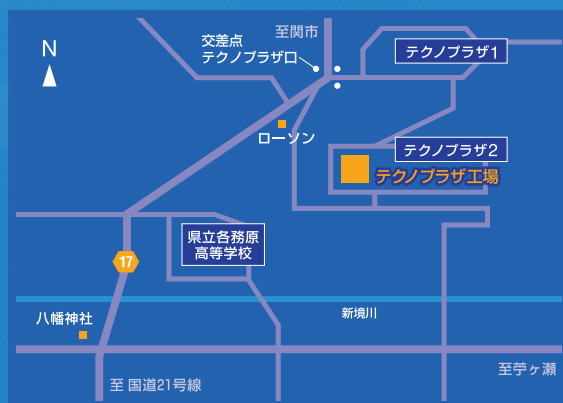 至関市
N
交差点
テクノプラザ口
テクノプラザ1
ローソン
テクノプラザ2
テクノプラザ工場
県立各務原
高等学校
17
新境川
八幡神社
至苧ヶ瀬
至 国道21号線